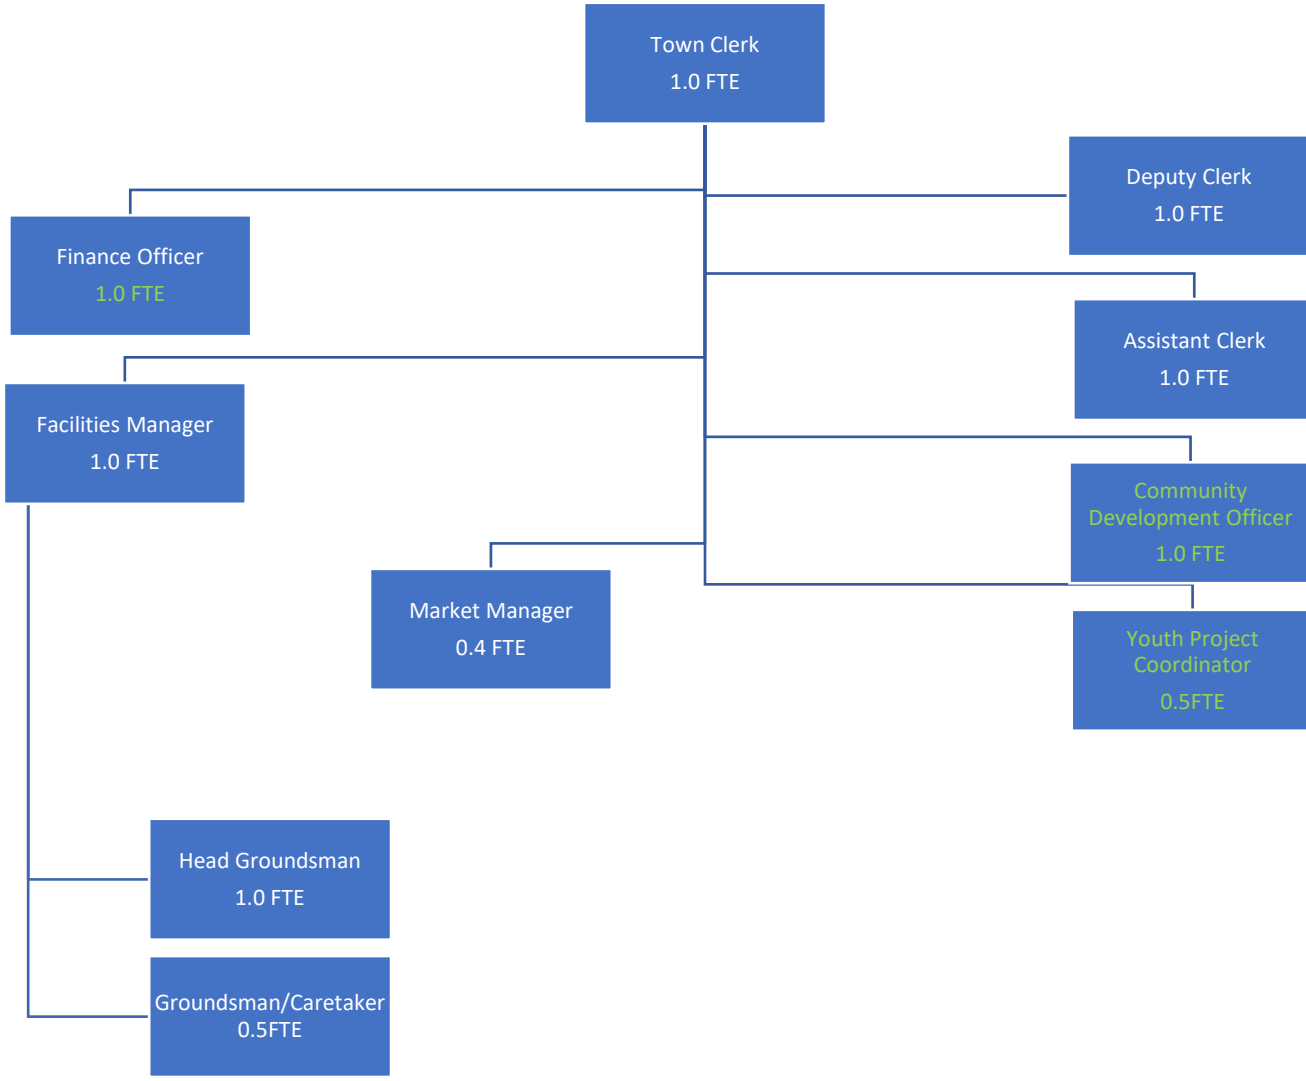 Town Clerk
1.0 FTE
Deputy Clerk
1.0 FTE
Finance Officer
1.0 FTE
Assistant Clerk
1.0 FTE
Facilities Manager
1.0 FTE
Community
Development Officer
1.0 FTE
Market Manager
0.4 FTE
Youth Project
Coordinator
0.5FTE
Head Groundsman
1.0 FTE
Groundsman/Caretaker
0.5FTE